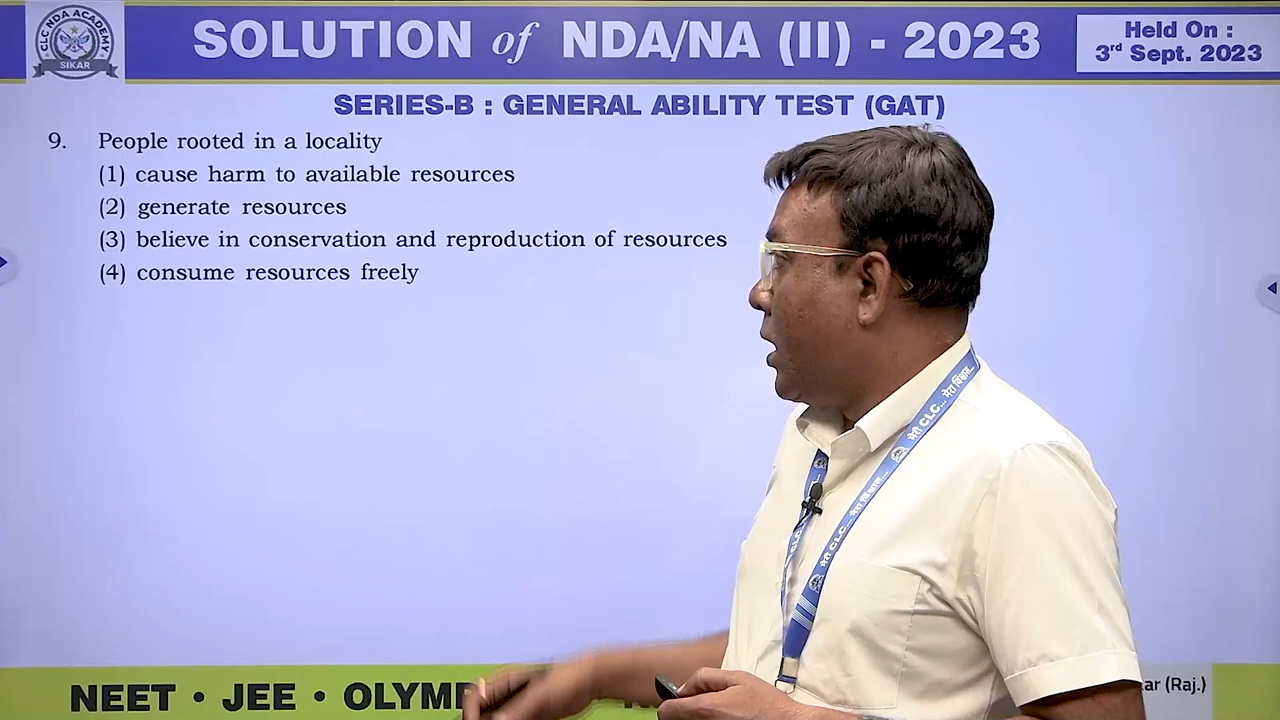 CLC NDA ACADEMY
SIKAR
SOLUTION of NDA/NA (II) - 2023
Held On :
3rd Sept. 2023
SERIES-B : GENERAL ABILITY TEST (GAT)
9. People rooted in a locality
(1) cause harm to available resources
(2) generate resources
(3) believe in conservation and reproduction of resources
(4) consume resources freely
मेरी CLC... मेरा विश्वास...
NEET • JEE • OLYMP
(Raj.)